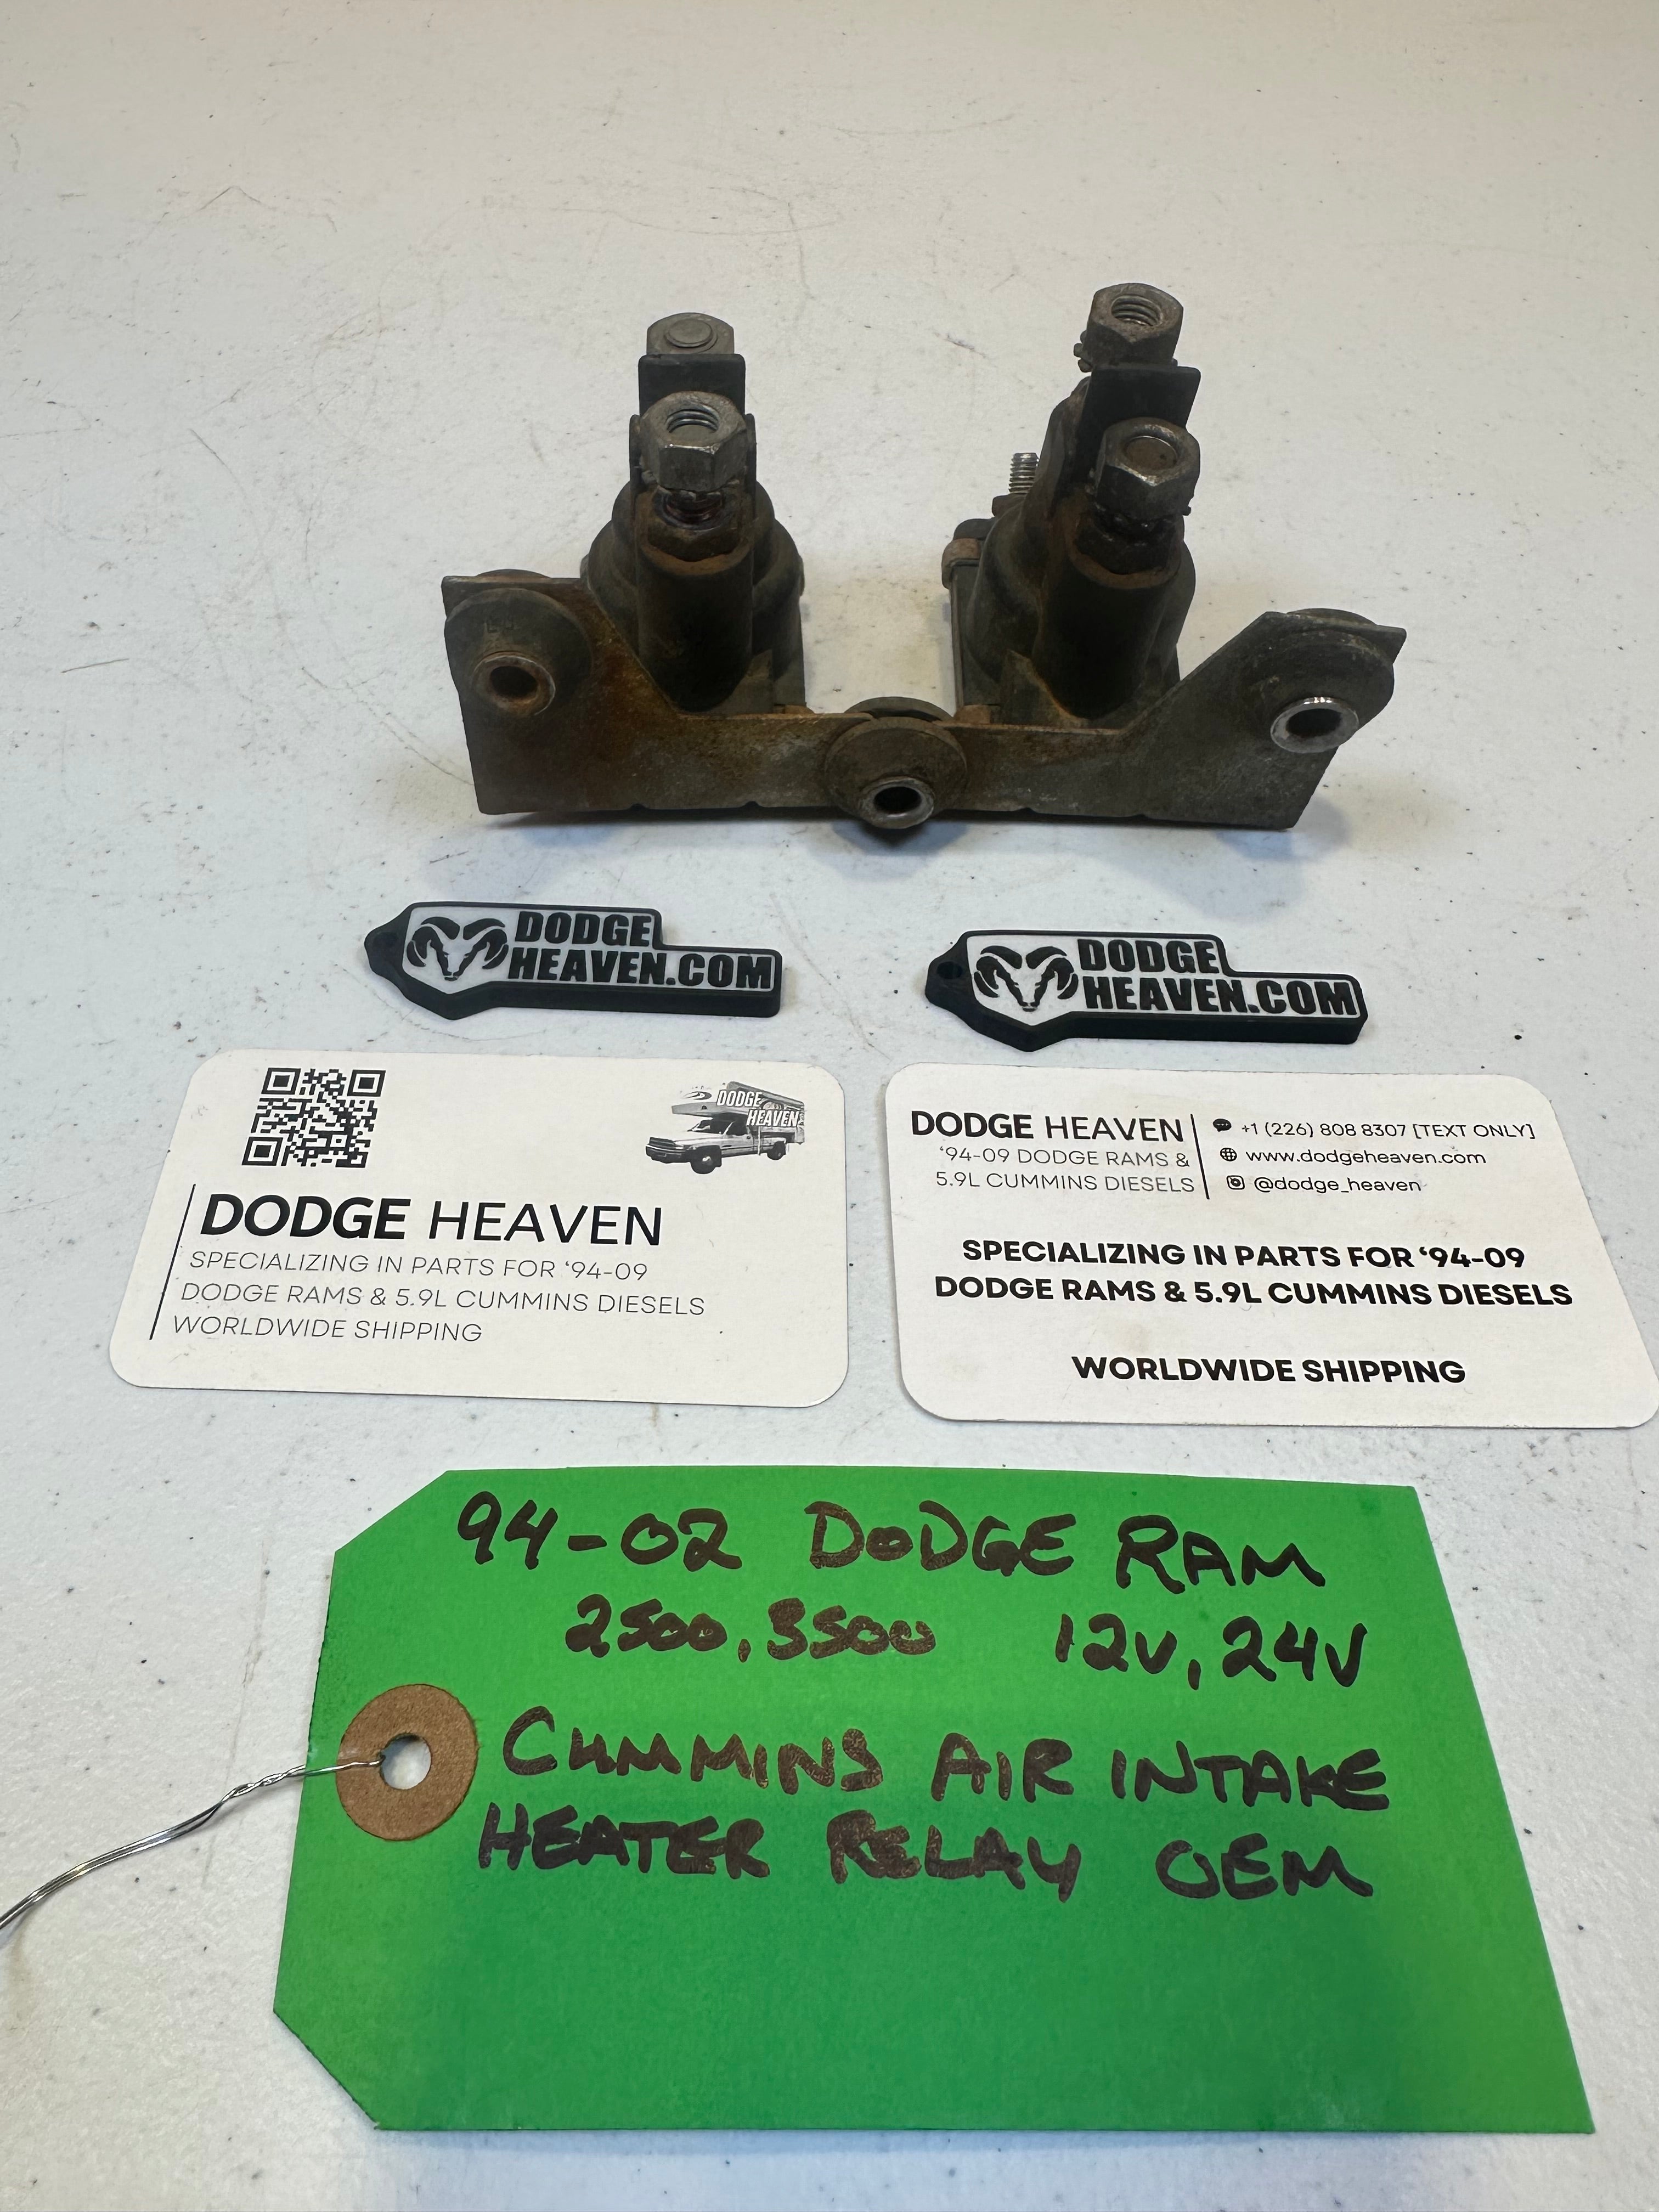 DODGE
HEAVEN.COM
DODGE
HEAVEN.COM
DODGE
HEAVEN
DODGE HEAVEN
SPECIALIZING IN PARTS FOR ‘94-09
DODGE RAMS & 5.9L CUMMINS DIESELS
WORLDWIDE SHIPPING
DODGE HEAVEN
‘94-09 DODGE RAMS &
5.9L CUMMINS DIESELS
+1 (226) 808 8307 [TEXT ONLY]
www.dodgeheaven.com
@dodge_heaven
SPECIALIZING IN PARTS FOR ‘94-09
DODGE RAMS & 5.9L CUMMINS DIESELS
WORLDWIDE SHIPPING
94-02 DODGE RAM
2500, 3500 12V, 24V
CUMMINS AIR INTAKE
HEATER RELAY OEM